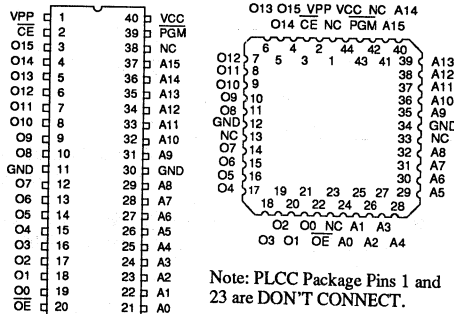 VPP 1 40 VCC
CE 2 39 PGM
O15 3 38 NC
O14 4 37 A15
O13 5 36 A14
O12 6 35 A13
O11 7 34 A12
O10 8 33 A11
O9 9 32 A10
O8 10 31 A9
GND 11 30 GND
O7 12 29 A8
O6 13 28 A7
O5 14 27 A6
O4 15 26 A5
O3 16 25 A4
O2 17 24 A3
O1 18 23 A2
O0 19 22 A1
OE 20 21 A0
O13 O15 VPP VCC NC A14
O14 CE NC PGM A15
6 4 2 44 42 40
O12 7 5 3 1 43 41 39 A13
O11 8 38 A12
O10 9 37 A11
O9 10 36 A10
O8 11 35 A9
GND 12 34 GND
NC 13 33 NC
O7 14 32 A8
O6 15 31 A7
O5 16 30 A6
O4 17 19 21 23 25 27 29 A5
18 20 22 24 26 28
O2 O0 NC A1 A3
O3 O1 OE A0 A2 A4
Note: PLCC Package Pins 1 and
23 are DON'T CONNECT.